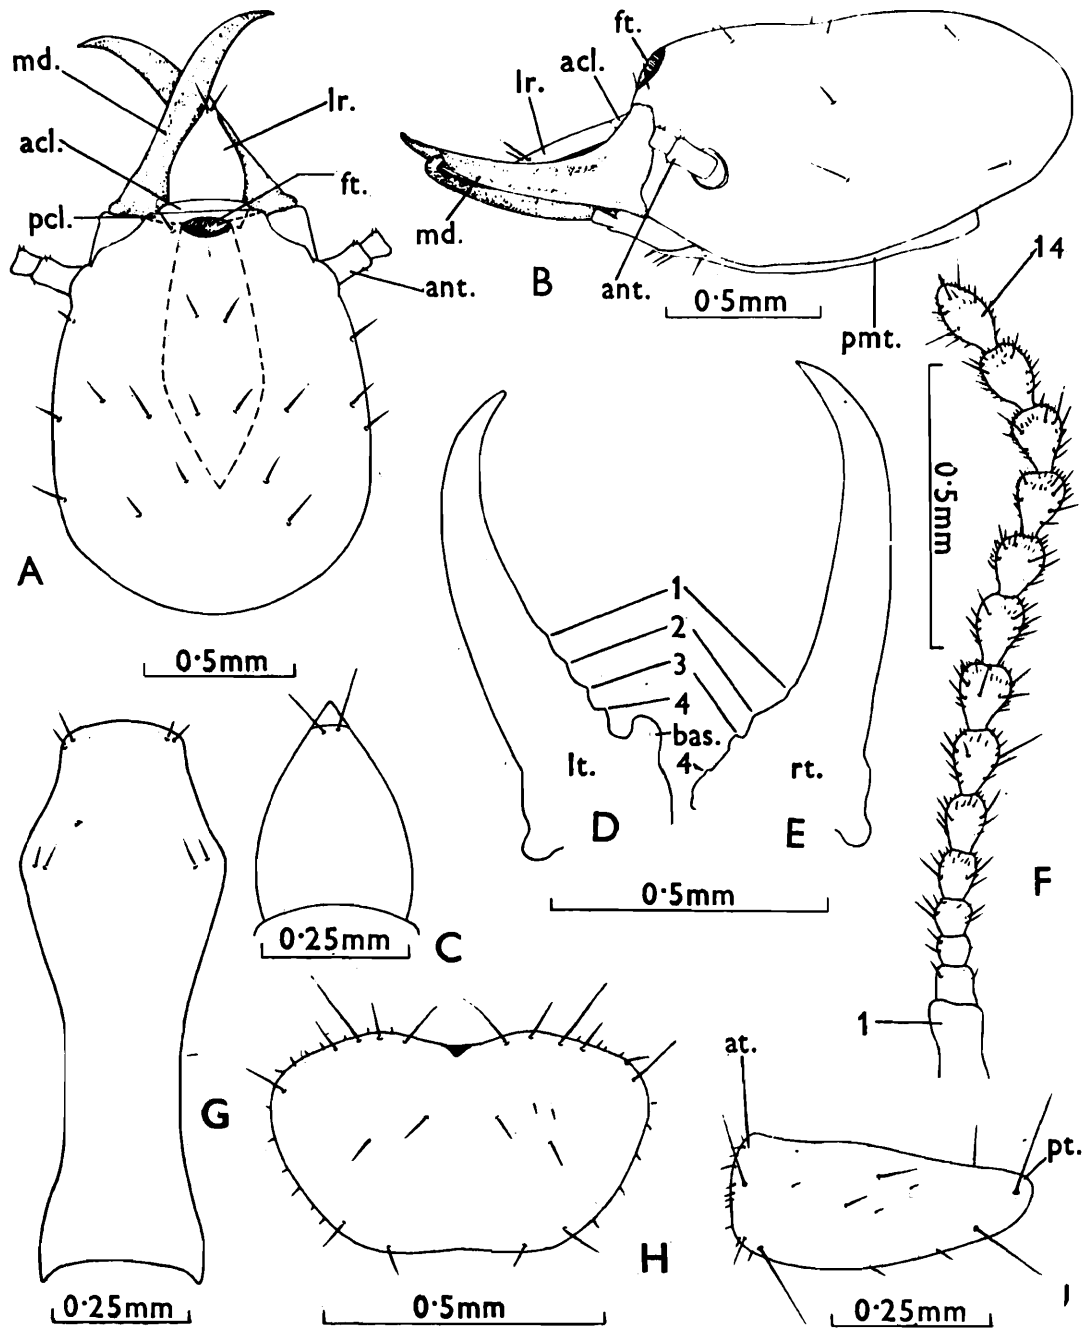 md.
acl.
pcl.
lr.
ft.
ant.
A
0·5mm
ft.
acl.
lr.
md.
ant.
B
0·5mm
pmt.
14
0·5mm
1
F
1
2
3
4
bas.
4
lt.
rt.
D
E
0·5mm
0·25mm
C
G
0·25mm
H
0·5mm
at.
pt.
I
0·25mm